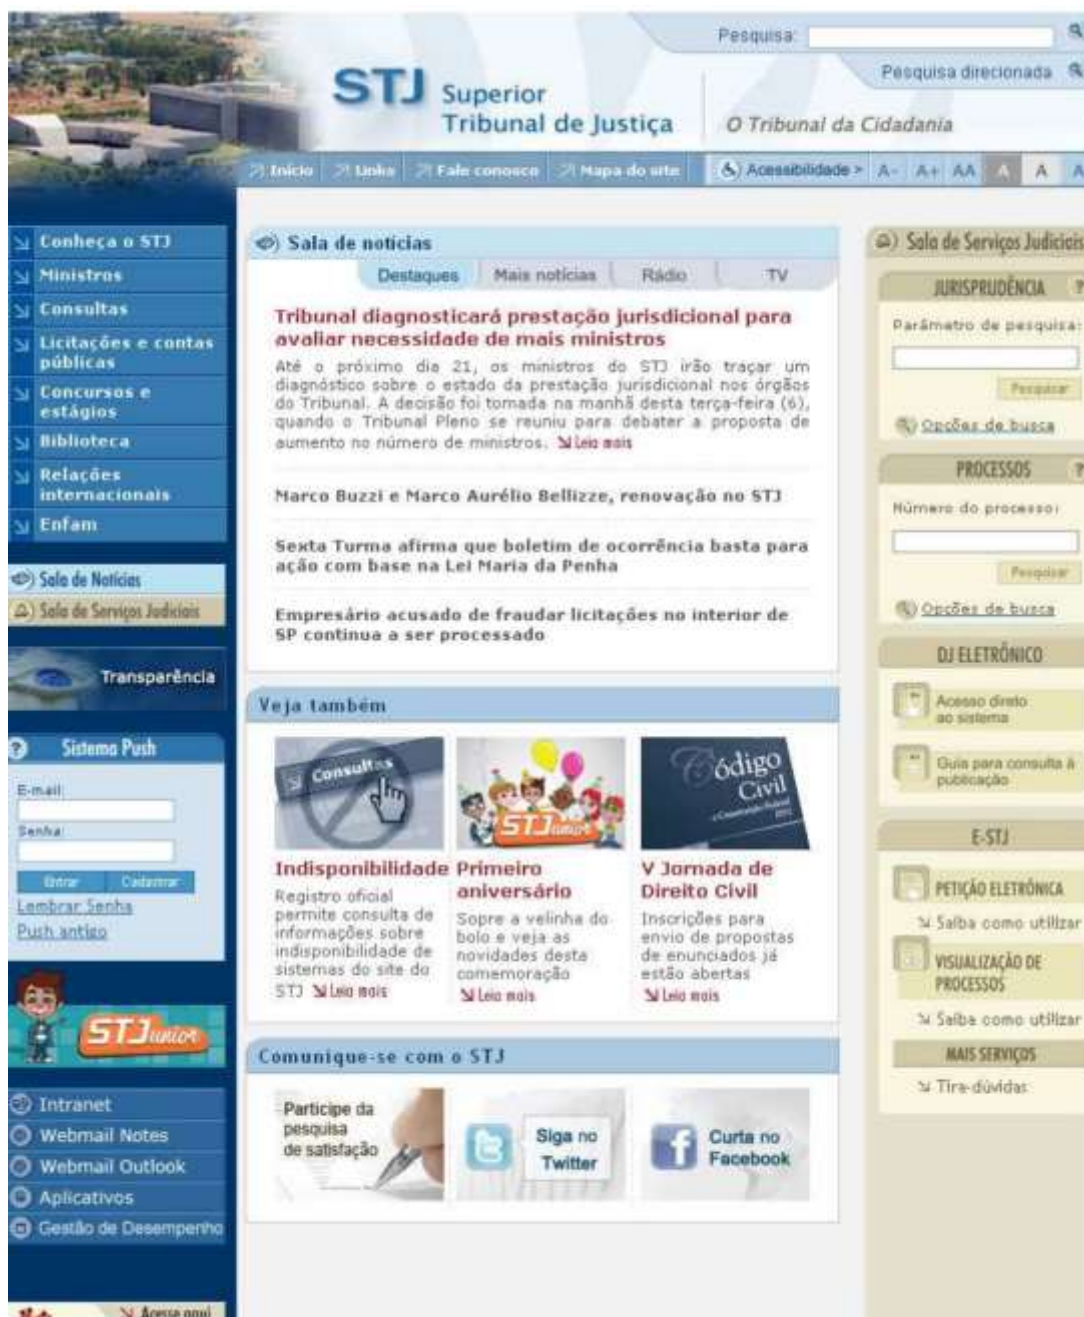 Pesquisa:
Pesquisa direcionada
STJ Superior
Tribunal de Justiça
O Tribunal da Cidadania
Início Links Fale conosco Mapa do site
Acessibilidade > A- A+ AA A A A
Conheça o STJ
Ministros
Consultas
Licitações e contas
públicas
Concursos e
estágios
Biblioteca
Relações
internacionais
Enfam
Sala de Notícias
Sala de Serviços Judiciais
Transparência
? Sistema Push
E-mail:
Senha:
Entrar Cadastrar
Lembrar Senha
Push antigo
STJunior
Intranet
Webmail Notes
Webmail Outlook
Aplicativos
Gestão de Desempenho
Acesse aqui
Sala de notícias
Destaques Mais notícias Rádio TV
Tribunal diagnosticará prestação jurisdicional para
avaliar necessidade de mais ministros
Até o próximo dia 21, os ministros do STJ irão traçar um
diagnóstico sobre o estado da prestação jurisdicional nos órgãos
do Tribunal. A decisão foi tomada na manhã desta terça-feira (6),
quando o Tribunal Pleno se reuniu para debater a proposta de
aumento no número de ministros. Leia mais
Marco Buzzi e Marco Aurélio Bellizze, renovação no STJ
Sexta Turma afirma que boletim de ocorrência basta para
ação com base na Lei Maria da Penha
Empresário acusado de fraudar licitações no interior de
SP continua a ser processado
Veja também
Consultas
STJunior
Código
Civil
Indisponibilidade
Registro oficial
permite consulta de
informações sobre
indisponibilidade de
sistemas do site do
STJ Leia mais
Primeiro
aniversário
Sopre a velinha do
bolo e veja as
novidades desta
comemoração
Leia mais
V Jornada de
Direito Civil
Inscrições para
envio de propostas
de enunciados já
estão abertas
Leia mais
Comunique-se com o STJ
Participe da
pesquisa
de satisfação
Siga no
Twitter
Curta no
Facebook
Sala de Serviços Judiciais
JURISPRUDÊNCIA ?
Parâmetro de pesquisa:
Pesquisar
Opções de busca
PROCESSOS ?
Número do processo:
Pesquisar
Opções de busca
DJ ELETRÔNICO
Acesso direto
ao sistema
Guia para consulta à
publicação
E-STJ
PETIÇÃO ELETRÔNICA
Saiba como utilizar
VISUALIZAÇÃO DE
PROCESSOS
Saiba como utilizar
MAIS SERVIÇOS
Tira-dúvidas